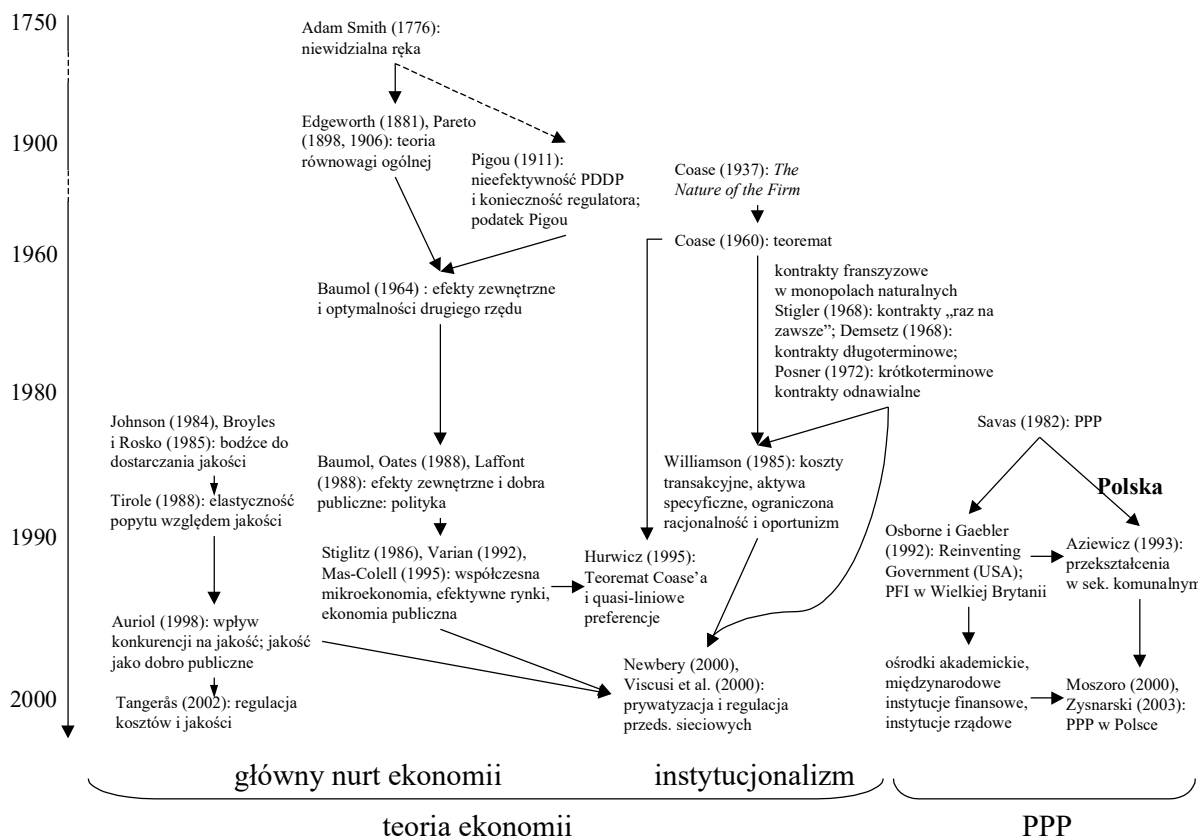 1750
Adam Smith (1776):
niewidzialna ręka
Edgeworth (1881), Pareto
(1898, 1906): teoria
równowagi ogólnej
1900
Pigou (1911):
nieefektywność PDDP
i konieczność regulatora;
podatek Pigou
Coase (1937): The
Nature of the Firm
Coase (1960): teoremat
1960
kontrakty franszyzowe
w monopolach naturalnych
Stigler (1968): kontrakty „raz na
zawsze”; Demsetz (1968):
kontrakty długoterminowe;
Posner (1972): krótkoterminowe
kontrakty odnawialne
Baumol (1964) : efekty zewnętrzne
i optymalności drugiego rzędu
1980
Johnson (1984), Broyles
i Rosko (1985): bodźce do
dostarczania jakości
Savas (1982): PPP
Baumol, Oates (1988), Laffont
(1988): efekty zewnętrzne i dobra
publiczne: polityka
Williamson (1985): koszty
transakcyjne, aktywa
specyficzne, ograniczona
racjonalność i oportunizm
Polska
Tirole (1988): elastyczność
popytu względem jakości
1990
Stiglitz (1986), Varian (1992),
Mas-Colell (1995): współczesna
mikroekonomia, efektywne rynki,
ekonomia publiczna
Hurwicz (1995):
Teoremat Coase’a
i quasi-liniowe
preferencje
Osborne i Gaebler
(1992): Reinventing
Government (USA);
PFI w Wielkiej Brytanii
Aziewicz (1993):
przekształcenia
w sek. komunalnym
Auriol (1998): wpływ
konkurencji na jakość; jakość
jako dobro publiczne
Newbery (2000),
Viscusi et al. (2000):
prywatyzacja i regulacja
przeds. sieciowych
ośrodki akademickie,
międzynarodowe
instytucje finansowe,
instytucje rządowe
Moszoro (2000),
Zysnarski (2003):
PPP w Polsce
2000
Tangerås (2002): regulacja
kosztów i jakości
główny nurt ekonomii
instytucjonalizm
teoria ekonomii
PPP